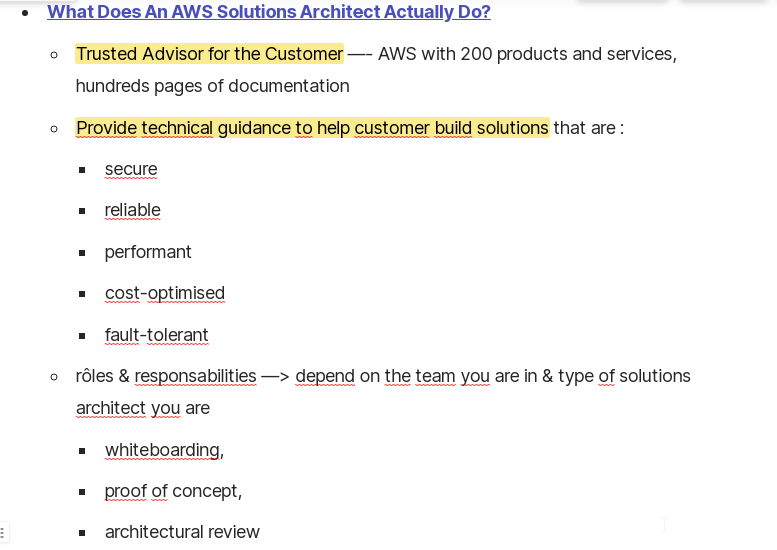 What Does An AWS Solutions Architect Actually Do?
Trusted Advisor for the Customer —-- AWS with 200 products and services,
hundreds pages of documentation
Provide technical guidance to help customer build solutions that are :
secure
reliable
performant
cost-optimised
fault-tolerant
rôles & responsabilities —> depend on the team you are in & type of solutions
architect you are
whiteboarding,
proof of concept,
architectural review